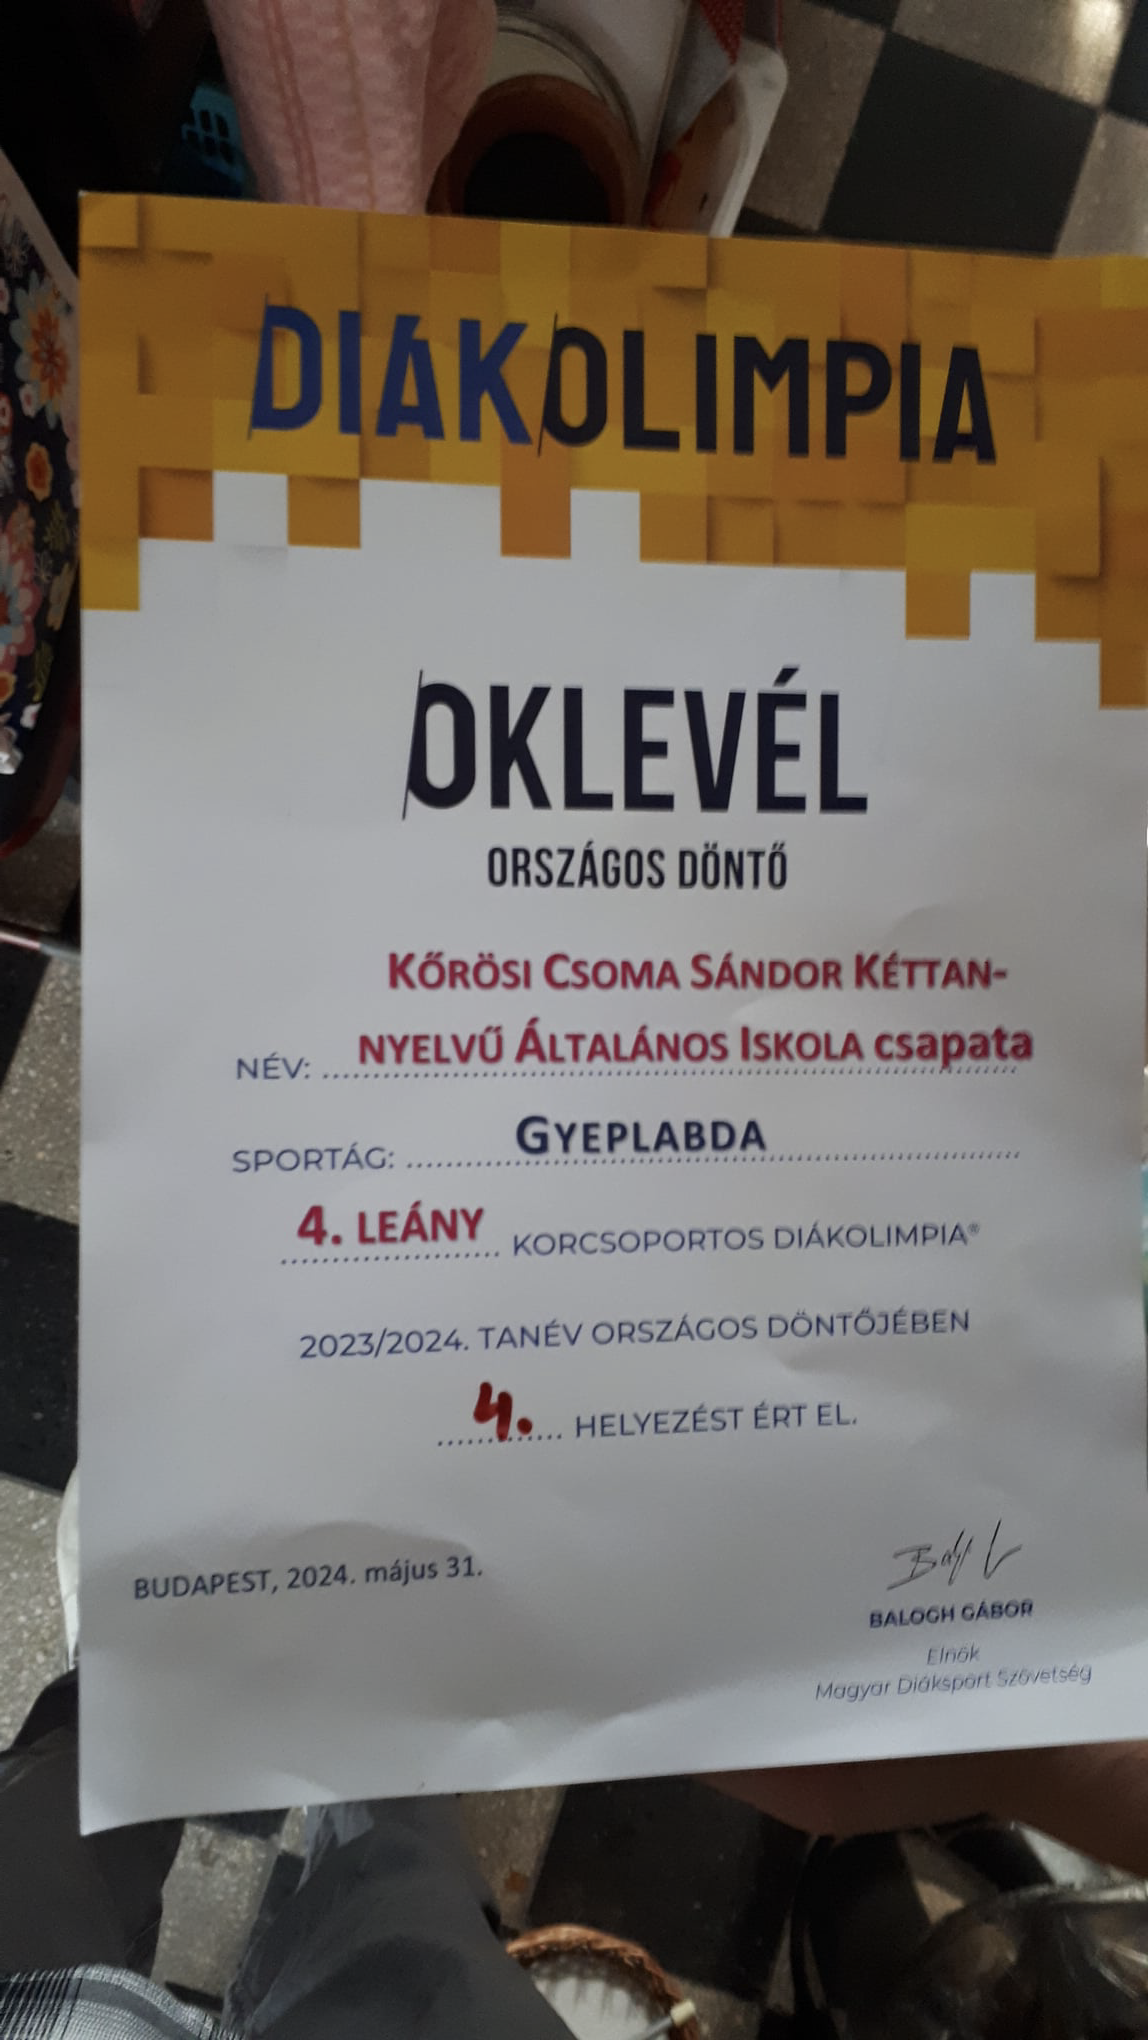 DIÁKOLIMPIA
OKLEVÉL
ORSZÁGOS DÖNTŐ
KŐRÖSI CSOMA SÁNDOR KÉTTAN-
NÉV: NYELVŰ ÁLTALÁNOS ISKOLA csapata
SPORTÁG: GYEPLABDA
4. LEÁNY KORCSOPORTOS DIÁKOLIMPIA®
2023/2024. TANÉV ORSZÁGOS DÖNTŐJÉBEN
4. HELYEZÉST ÉRT EL.
BUDAPEST, 2024. május 31.
BALOGH GÁBOR
Elnök
Magyar Diáksport Szövetség